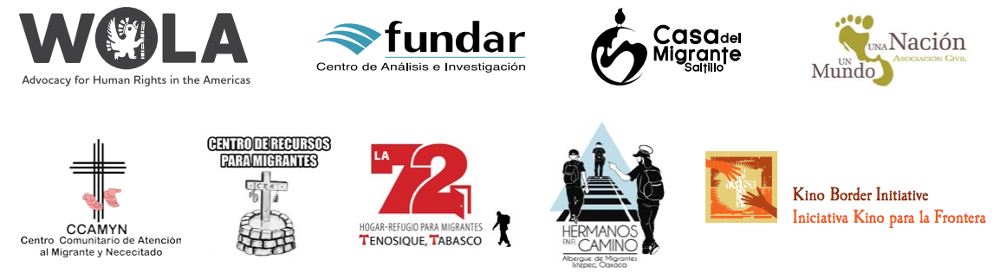 WOLA
Advocacy for Human Rights in the Americas
fundar
Centro de Análisis e Investigación
Casa del
Migrante
Saltillo
UNA Nación
ASOCIACIÓN CIVIL
UN
Mundo
CCAMYN
Centro Comunitario de Atención
al Migrante y Nececitado
CENTRO DE RECURSOS
PARA MIGRANTES
CRM
LA
72
HOGAR-REFUGIO PARA MIGRANTES
TENOSIQUE, TABASCO
HERMANOS
EN EL CAMINO
Albergue de Migrantes
Ixtepec, Oaxaca
Kino Border Initiative
Iniciativa Kino para la Frontera